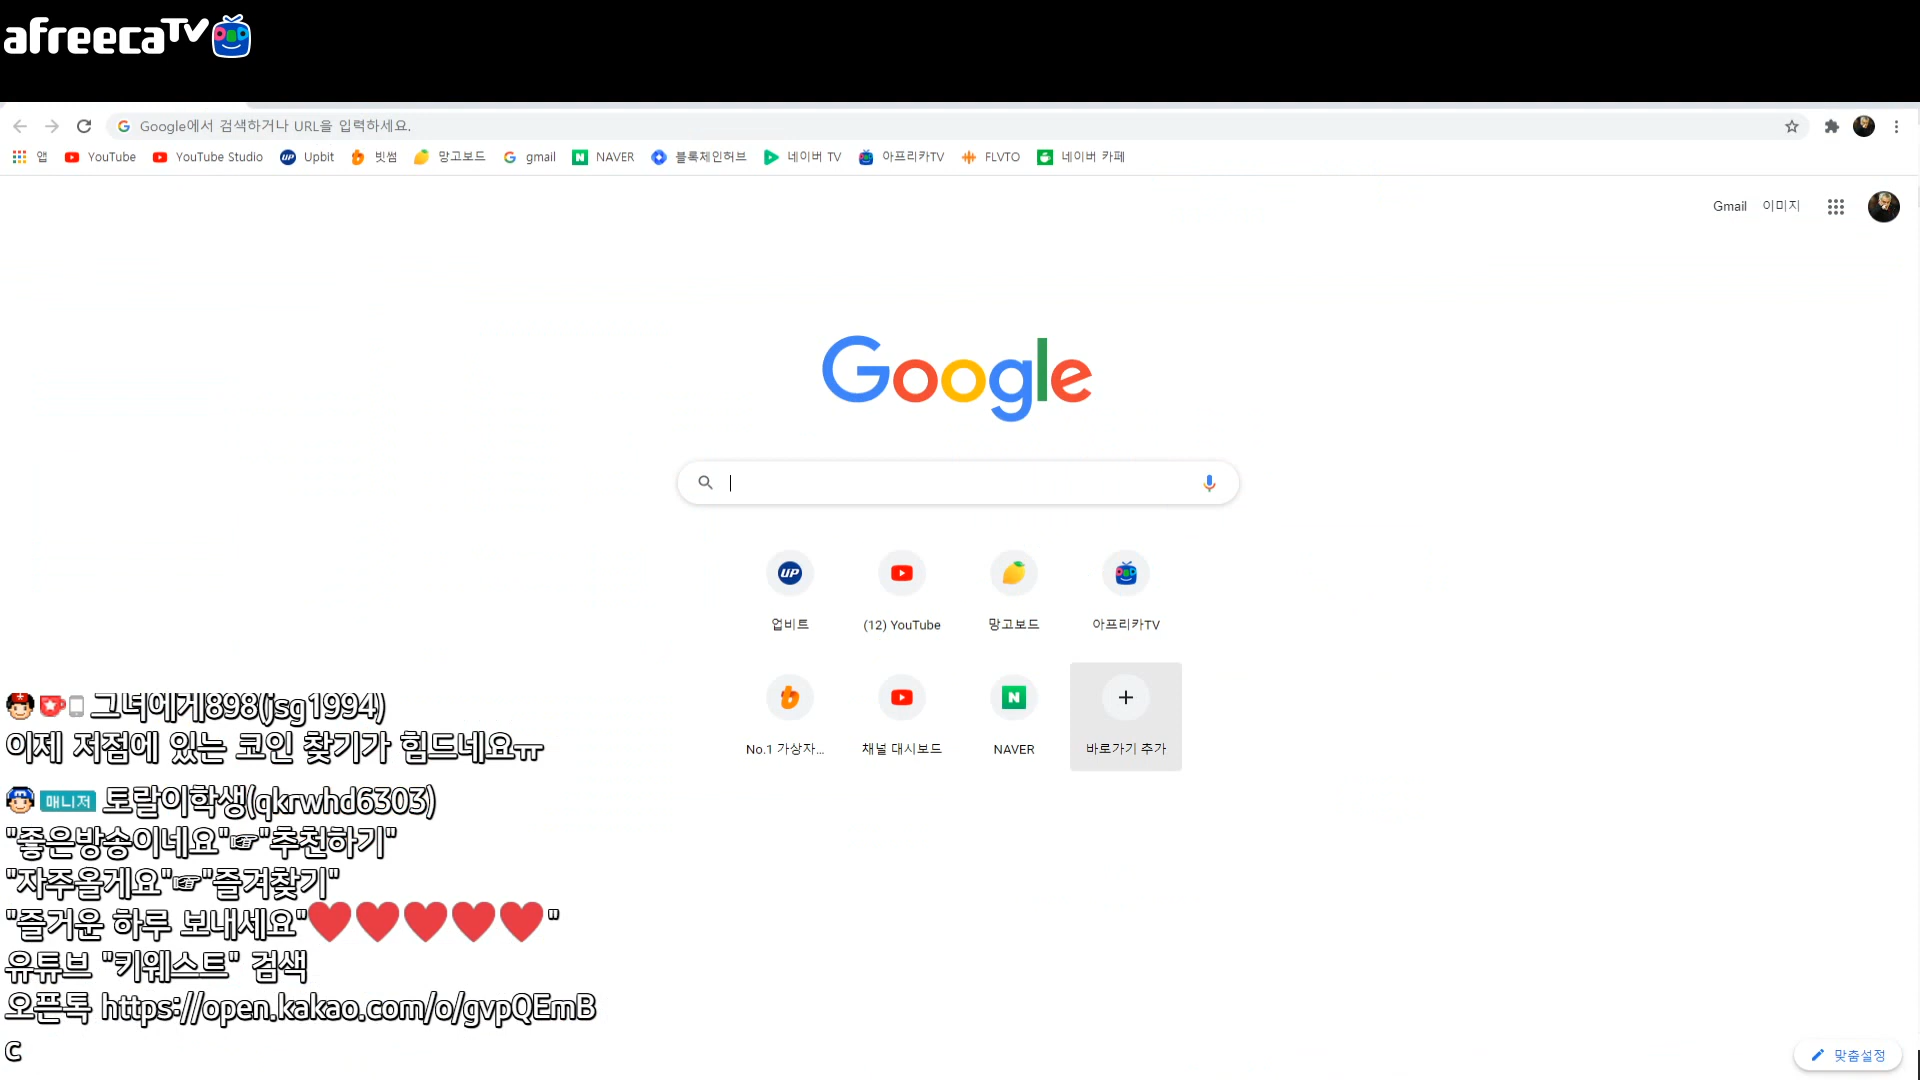 afreecaTV
Google에서 검색하거나 URL을 입력하세요.
앱 YouTube YouTube Studio Upbit 빗썸 망고보드 gmail NAVER 블록체인허브 네이버 TV 아프리카TV FLVTO 네이버 카페
Gmail 이미지
Google
업비트 (12) YouTube 망고보드 아프리카TV
No.1 가상자... 채널 대시보드 NAVER 바로가기 추가
그녀에게898(jsg1994)
이제 저점에 있는 코인 찾기가 힘드네요ㅠ
매니저 토랄이학생(qkrwhd6303)
"좋은방송이네요"☞"추천하기"
"자주올게요"☞"즐겨찾기"
"즐거운 하루 보내세요"❤❤❤❤❤"
유튜브 "키웨스트" 검색
오픈톡 https://open.kakao.com/o/gvpQEmB
c
맞춤설정